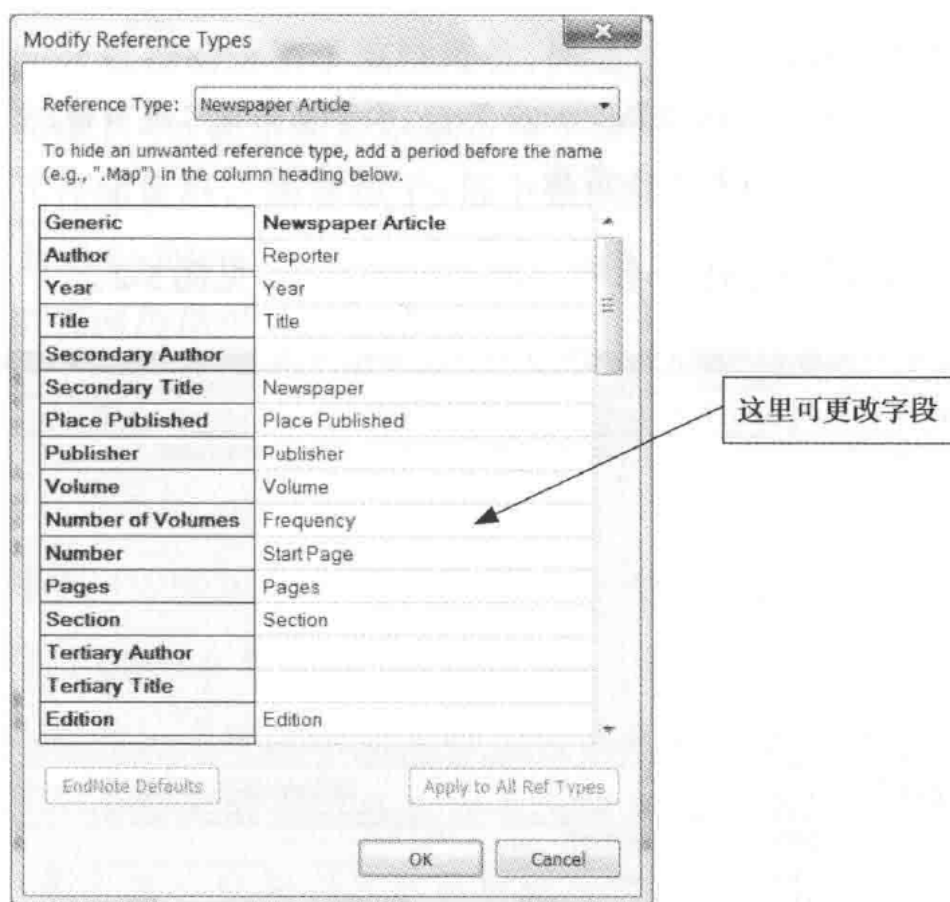 Modify Reference Types
Reference Type: Newspaper Article
To hide an unwanted reference type, add a period before the name
(e.g., ".Map") in the column heading below.
Generic Newspaper Article
Author Reporter
Year Year
Title Title
Secondary Author
Secondary Title Newspaper
Place Published Place Published
Publisher Publisher
Volume Volume
Number of Volumes Frequency
Number Start Page
Pages Pages
Section Section
Tertiary Author
Tertiary Title
Edition Edition
这里可更改字段
EndNote Defaults Apply to All Ref Types
OK Cancel